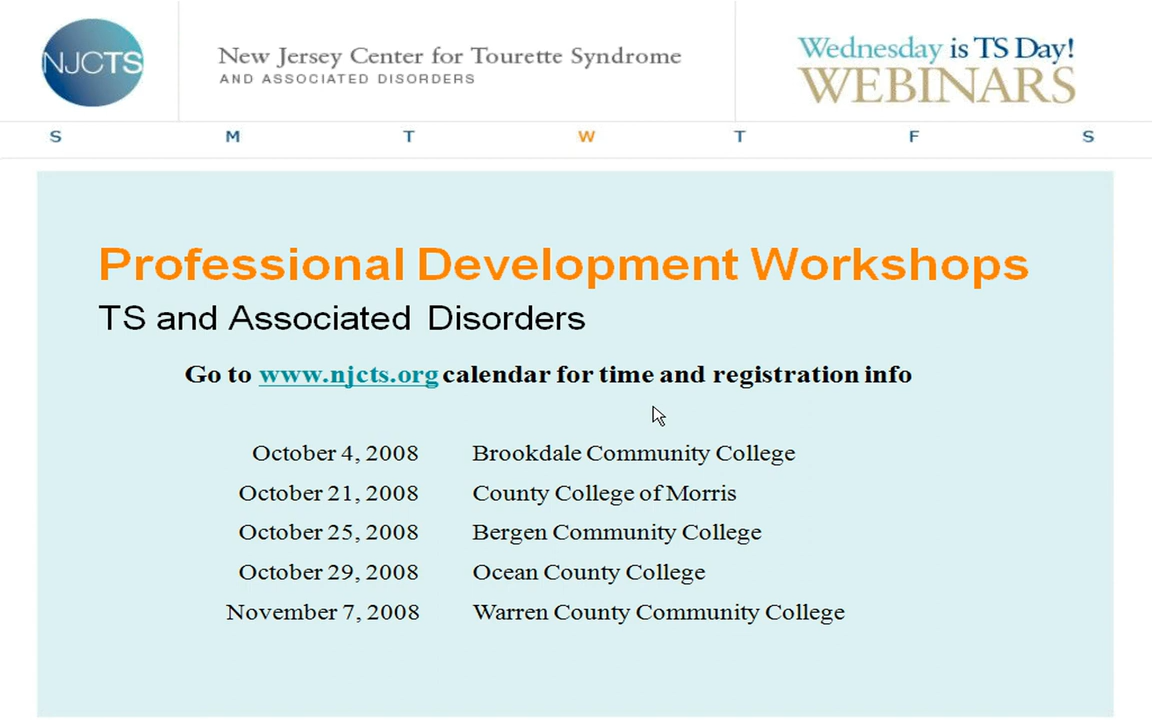 NJCTS
New Jersey Center for Tourette Syndrome
AND ASSOCIATED DISORDERS
Wednesday is TS Day!
WEBINARS
S M T W T F S
Professional Development Workshops
TS and Associated Disorders
Go to www.njcts.org calendar for time and registration info
October 4, 2008 Brookdale Community College
October 21, 2008 County College of Morris
October 25, 2008 Bergen Community College
October 29, 2008 Ocean County College
November 7, 2008 Warren County Community College